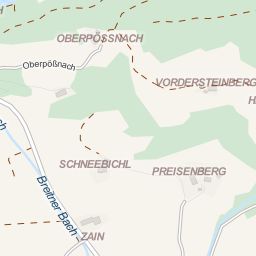 OBERPÖSSNACH
Oberpößnach
VORDERSTEINBERG
SCHNEEBICHL
PREISENBERG
Breitner Bach
ZAIN